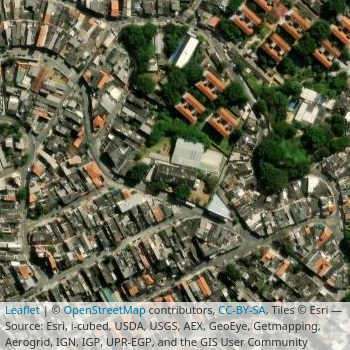 Leaflet | © OpenStreetMap contributors, CC-BY-SA, Tiles © Esri —
Source: Esri, i-cubed, USDA, USGS, AEX, GeoEye, Getmapping,
Aerogrid, IGN, IGP, UPR-EGP, and the GIS User Community